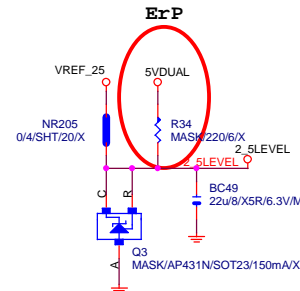 ErP
VREF_25
5VDUAL
NR205
0/4/SHT/20/X
R34
MASK/220/6/X
2_5LEVEL
2_5LEVEL
C
R
BC49
22u/8/X5R/6.3V/M
Q3
A
MASK/AP431N/SOT23/150mA/X